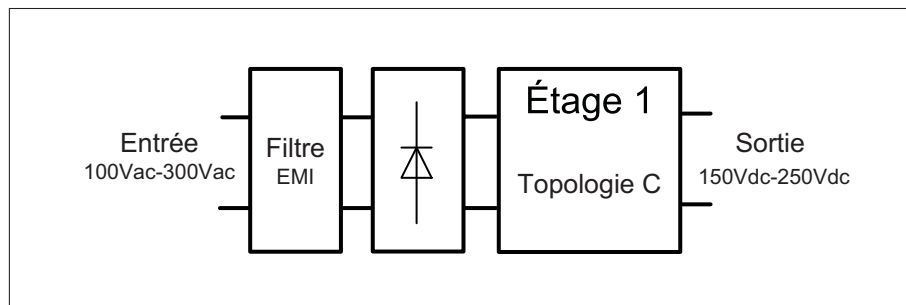 Entrée
100Vac-300Vac
Filtre
EMI
Étage 1
Topologie C
Sortie
150Vdc-250Vdc